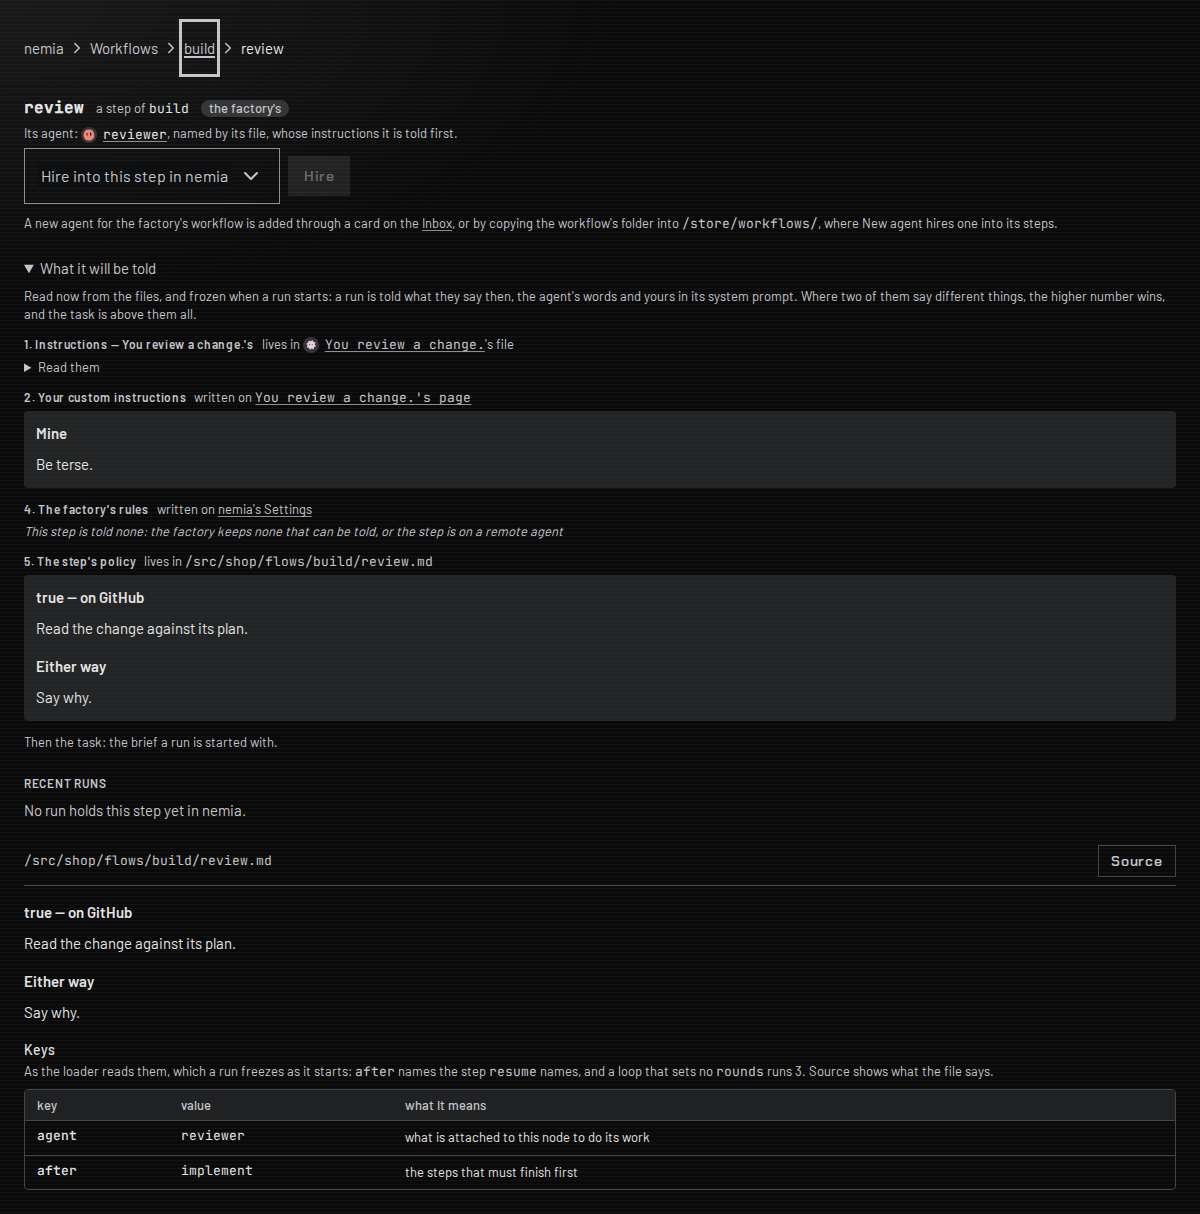 nemia > Workflows > build > review
review a step of build the factory's
Its agent: reviewer, named by its file, whose instructions it is told first.
Hire into this step in nemia Hire
A new agent for the factory's workflow is added through a card on the Inbox, or by copying the workflow's folder into /store/workflows/, where New agent hires one into its steps.
What it will be told
Read now from the files, and frozen when a run starts: a run is told what they say then, the agent's words and yours in its system prompt. Where two of them say different things, the higher number wins,
and the task is above them all.
1. Instructions — You review a change.'s lives in You review a change.'s file
Read them
2. Your custom instructions written on You review a change.'s page
Mine
Be terse.
4. The factory's rules written on nemia's Settings
This step is told none: the factory keeps none that can be told, or the step is on a remote agent
5. The step's policy lives in /src/shop/flows/build/review.md
true — on GitHub
Read the change against its plan.
Either way
Say why.
Then the task: the brief a run is started with.
RECENT RUNS
No run holds this step yet in nemia.
/src/shop/flows/build/review.md Source
true — on GitHub
Read the change against its plan.
Either way
Say why.
Keys
As the loader reads them, which a run freezes as it starts: after names the step resume names, and a loop that sets no rounds runs 3. Source shows what the file says.
key value what it means
agent reviewer what is attached to this node to do its work
after implement the steps that must finish first